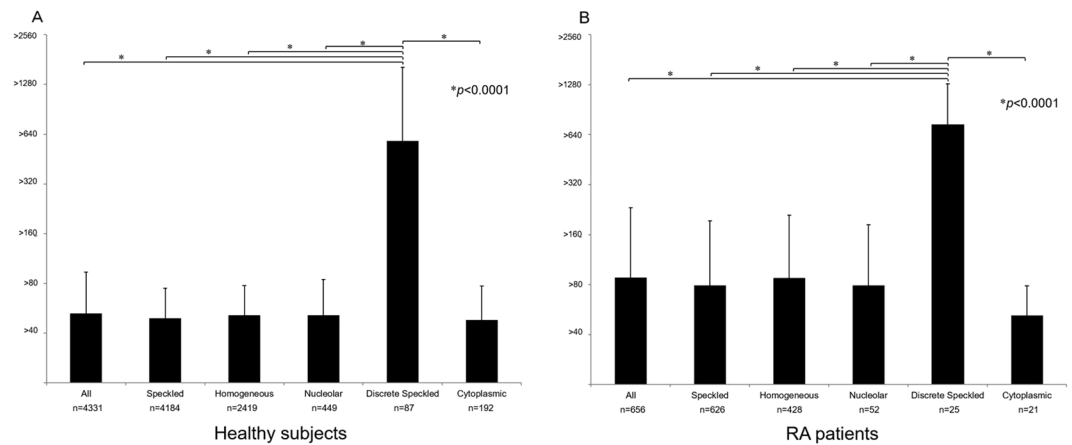 A
>2560
>1280
>640
>320
>160
>80
>40
* * * * *
*p<0.0001
All Speckled Homogeneous Nucleolar Discrete Speckled Cytoplasmic
n=4331 n=4184 n=2419 n=449 n=87 n=192
Healthy subjects
B
>2560
>1280
>640
>320
>160
>80
>40
* * * * *
*p<0.0001
All Speckled Homogeneous Nucleolar Discrete Speckled Cytoplasmic
n=656 n=626 n=428 n=52 n=25 n=21
RA patients